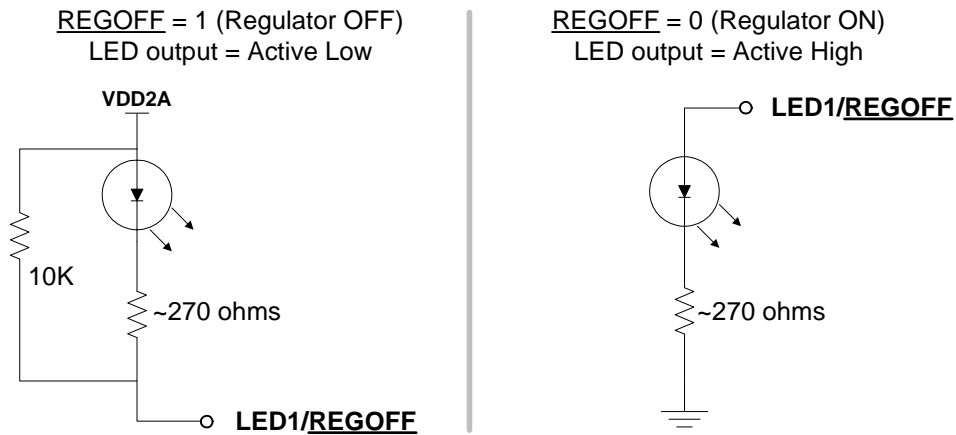 REGOFF = 1 (Regulator OFF)
LED output = Active Low
VDD2A
10K
~270 ohms
LED1/REGOFF
REGOFF = 0 (Regulator ON)
LED output = Active High
LED1/REGOFF
~270 ohms